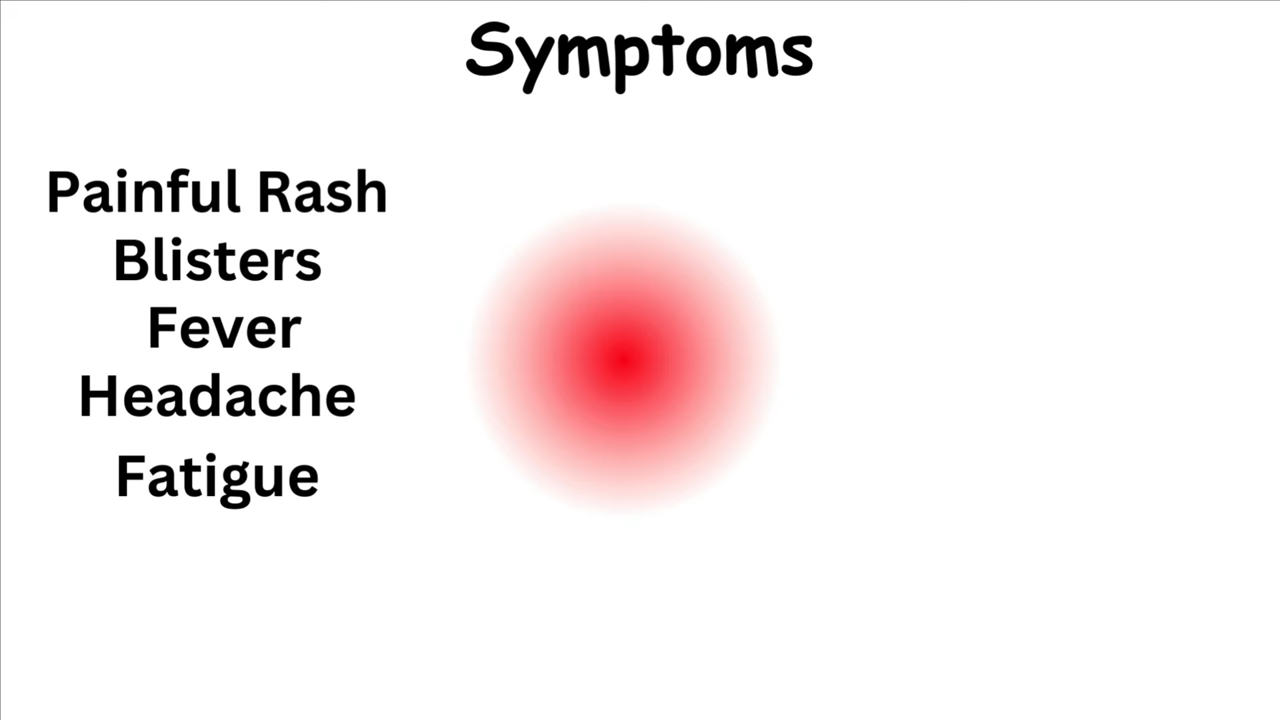 Symptoms
Painful Rash
Blisters
Fever
Headache
Fatigue